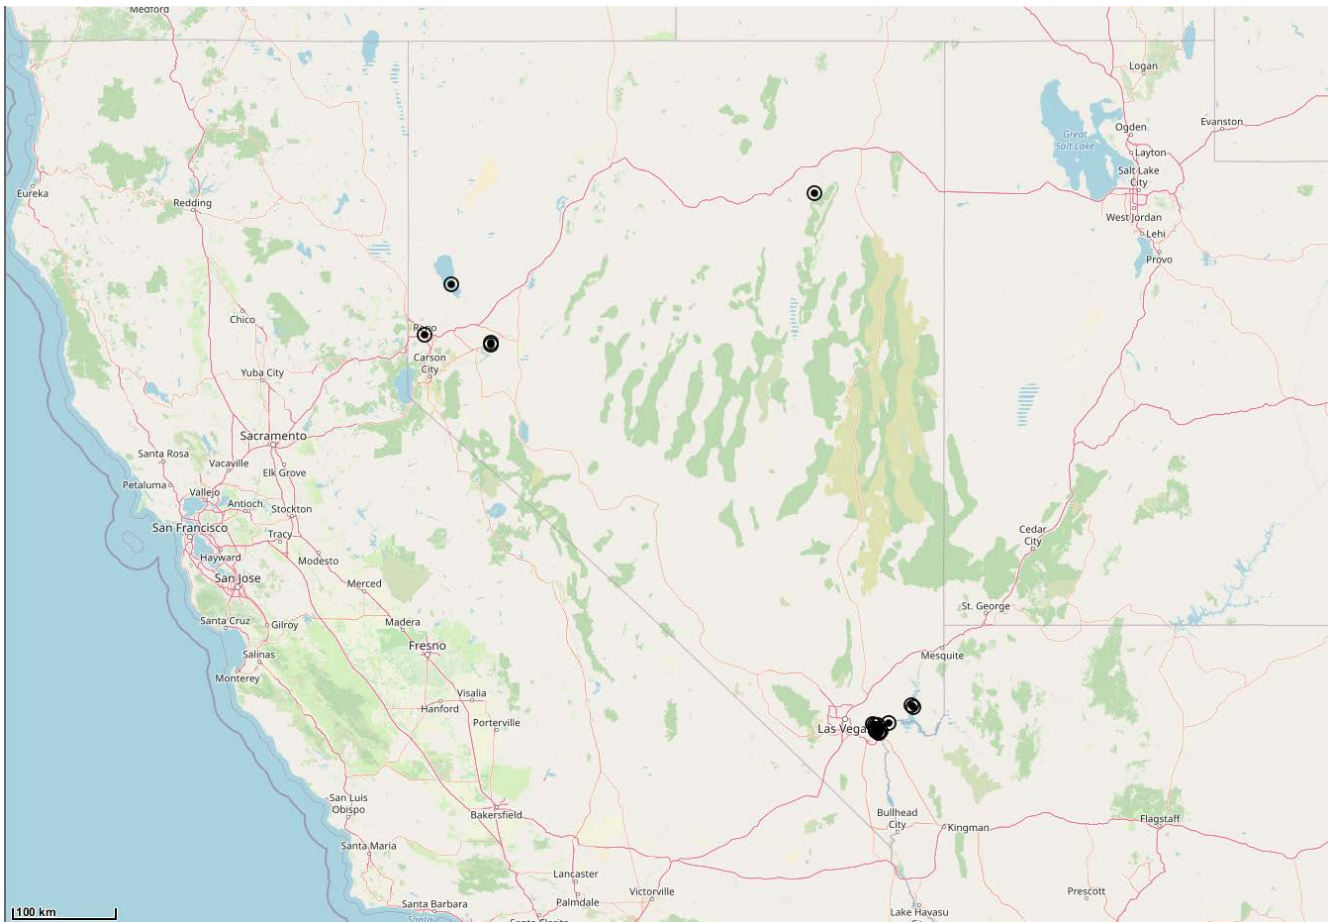 Medford
Logan
Evanston
Ogden
Great
Salt Lake
Layton
Salt Lake
City
Eureka
Redding
West Jordan
Lehi
Provo
Chico
Reno
Carson
City
Yuba City
Sacramento
Santa Rosa
Vacaville
Elk Grove
Petaluma
Vallejo
Antioch
Stockton
San Francisco
Tracy
Cedar
City
Hayward
Modesto
San Jose
Merced
St. George
Santa Cruz
Gilroy
Madera
Salinas
Fresno
Mesquite
Monterey
Visalia
Hanford
Porterville
Las Vega
San Luis
Obispo
Bakersfield
Bullhead
City
Kingman
Flagstaff
Santa Maria
Lancaster
Victorville
Prescott
Palmdale
Santa Barbara
Lake Havasu
100 km